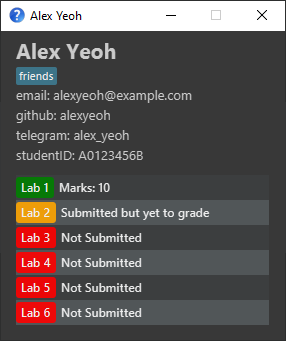 Alex Yeoh
Alex Yeoh
friends
email: alexyeoh@example.com
github: alexyeoh
telegram: alex_yeoh
studentID: A0123456B
Lab 1 Marks: 10
Lab 2 Submitted but yet to grade
Lab 3 Not Submitted
Lab 4 Not Submitted
Lab 5 Not Submitted
Lab 6 Not Submitted